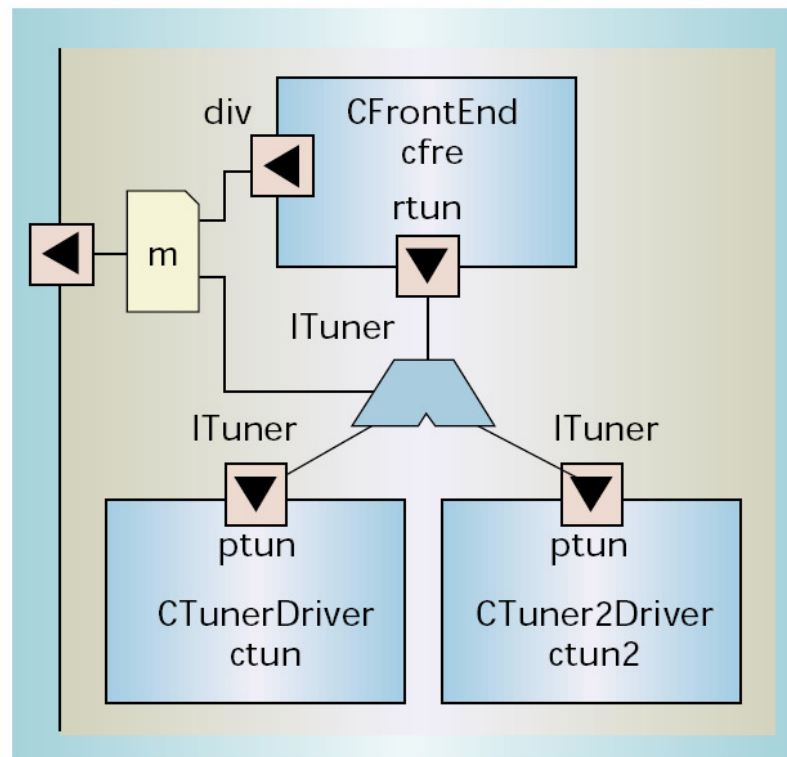 div
CFrontEnd
cfre
rtun
m
ITuner
ITuner
ITuner
ptun
ptun
CTunerDriver
ctun
CTuner2Driver
ctun2